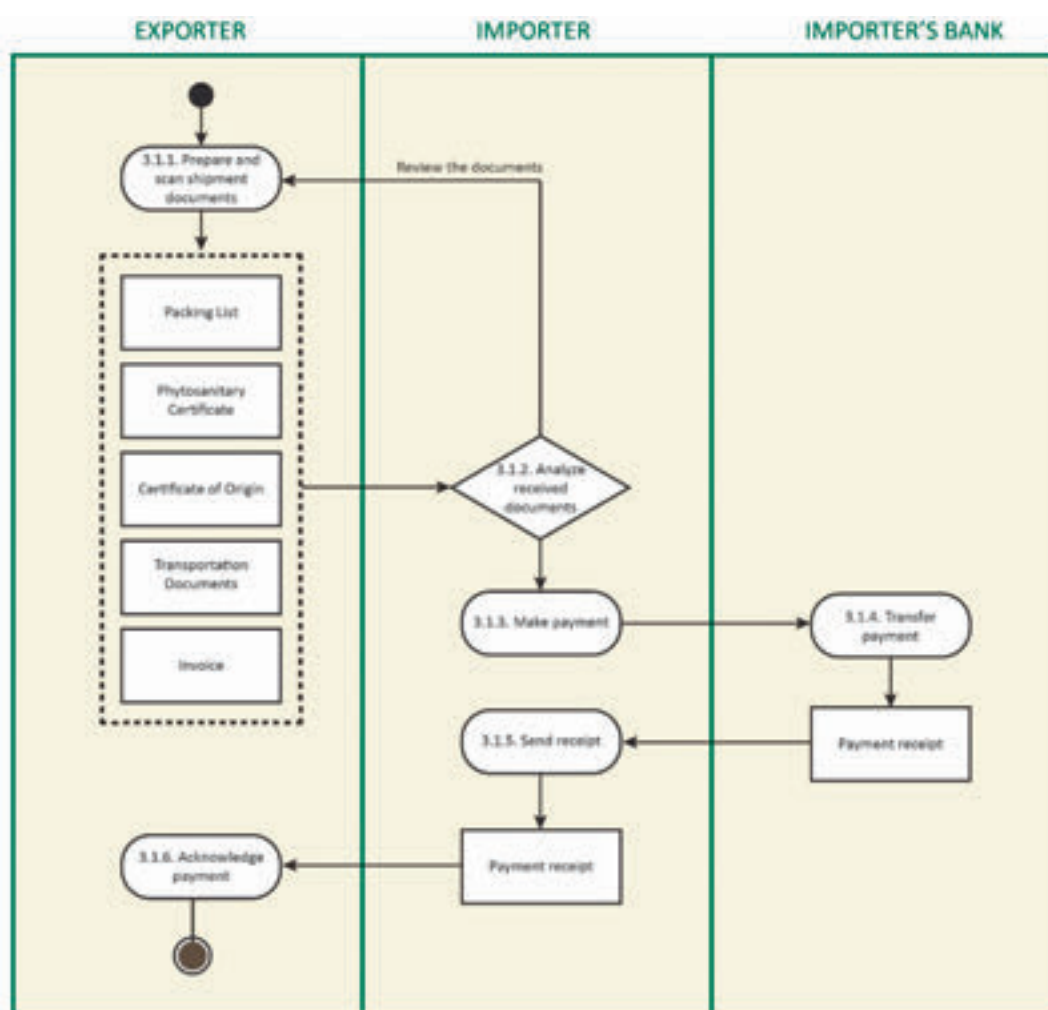 EXPORTER
IMPORTER
IMPORTER'S BANK
3.1.1. Prepare and
scan shipment
documents
Review the documents
Packing List
Phytosanitary
Certificate
Certificate of Origin
3.1.2. Analyze
received
documents
Transportation
Documents
3.1.3. Make payment
3.1.4. Transfer
payment
Invoice
3.1.5. Send receipt
Payment receipt
3.1.6. Acknowledge
payment
Payment receipt